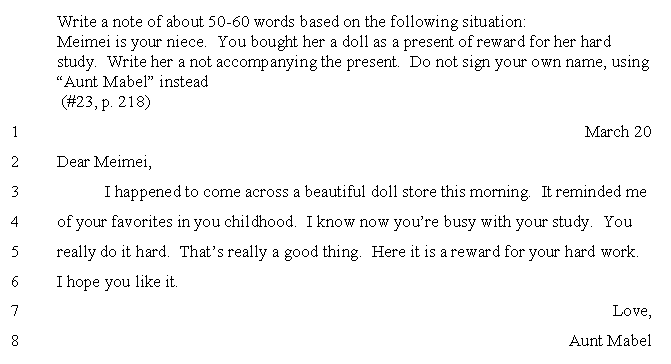 Write a note of about 50-60 words based on the following situation:
Meimei is your niece.  You bought her a doll as a present of reward for her hard
study.  Write her a not accompanying the present.  Do not sign your own name, using
“Aunt Mabel” instead
(#23, p. 218)
1 March 20
2 Dear Meimei,
3 I happened to come across a beautiful doll store this morning.  It reminded me
4 of your favorites in you childhood.  I know now you’re busy with your study.  You
5 really do it hard.  That’s really a good thing.  Here it is a reward for your hard work.
6 I hope you like it.
7 Love,
8 Aunt Mabel